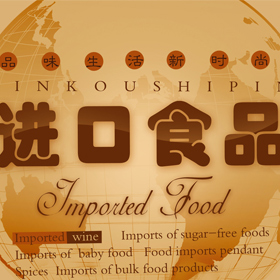 品味生活新时尚
INKOUSHIPIN
进口食品
Imported Food
Imported wine Imports of sugar-free foods
Imports of baby food Food imports pendant
Spices Imports of bulk food products